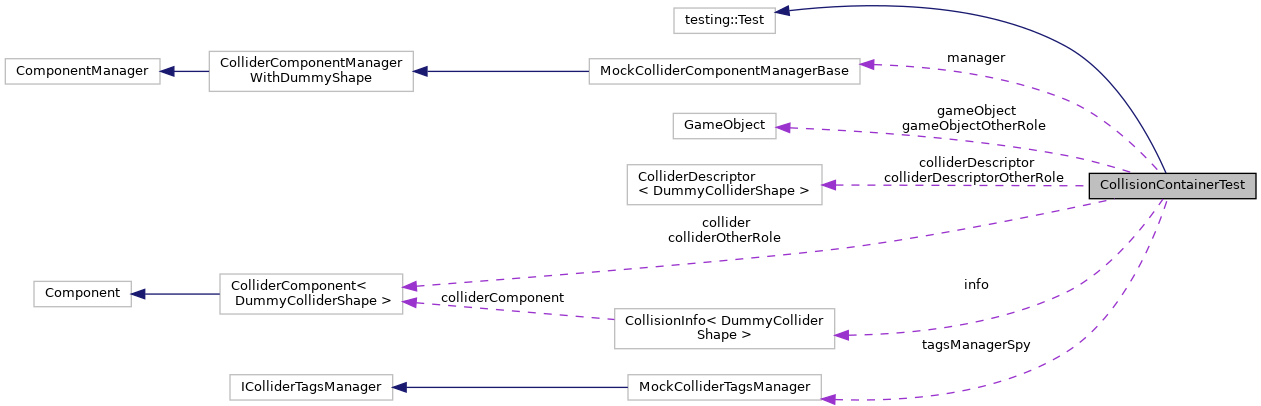 testing::Test
ComponentManager
ColliderComponentManager
WithDummyShape
MockColliderComponentManagerBase
manager
GameObject
gameObject
gameObjectOtherRole
ColliderDescriptor
< DummyColliderShape >
colliderDescriptor
colliderDescriptorOtherRole
CollisionContainerTest
collider
colliderOtherRole
Component
ColliderComponent<
DummyColliderShape >
colliderComponent
CollisionInfo< DummyCollider
Shape >
info
tagsManagerSpy
IColliderTagsManager
MockColliderTagsManager